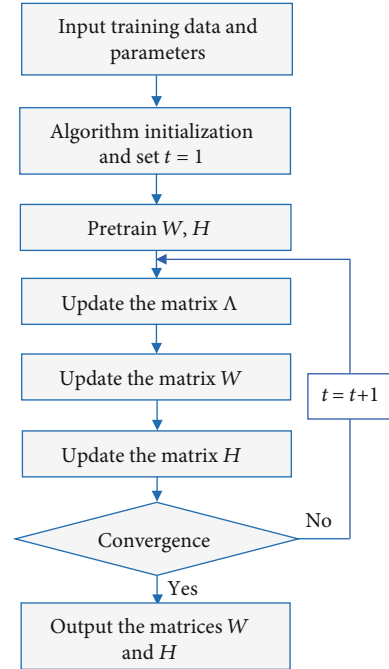 Input training data and
parameters
Algorithm initialization
and set t = 1
Pretrain W, H
Update the matrix Λ
Update the matrix W
t = t+1
Update the matrix H
No
Convergence
Yes
Output the matrices W
and H